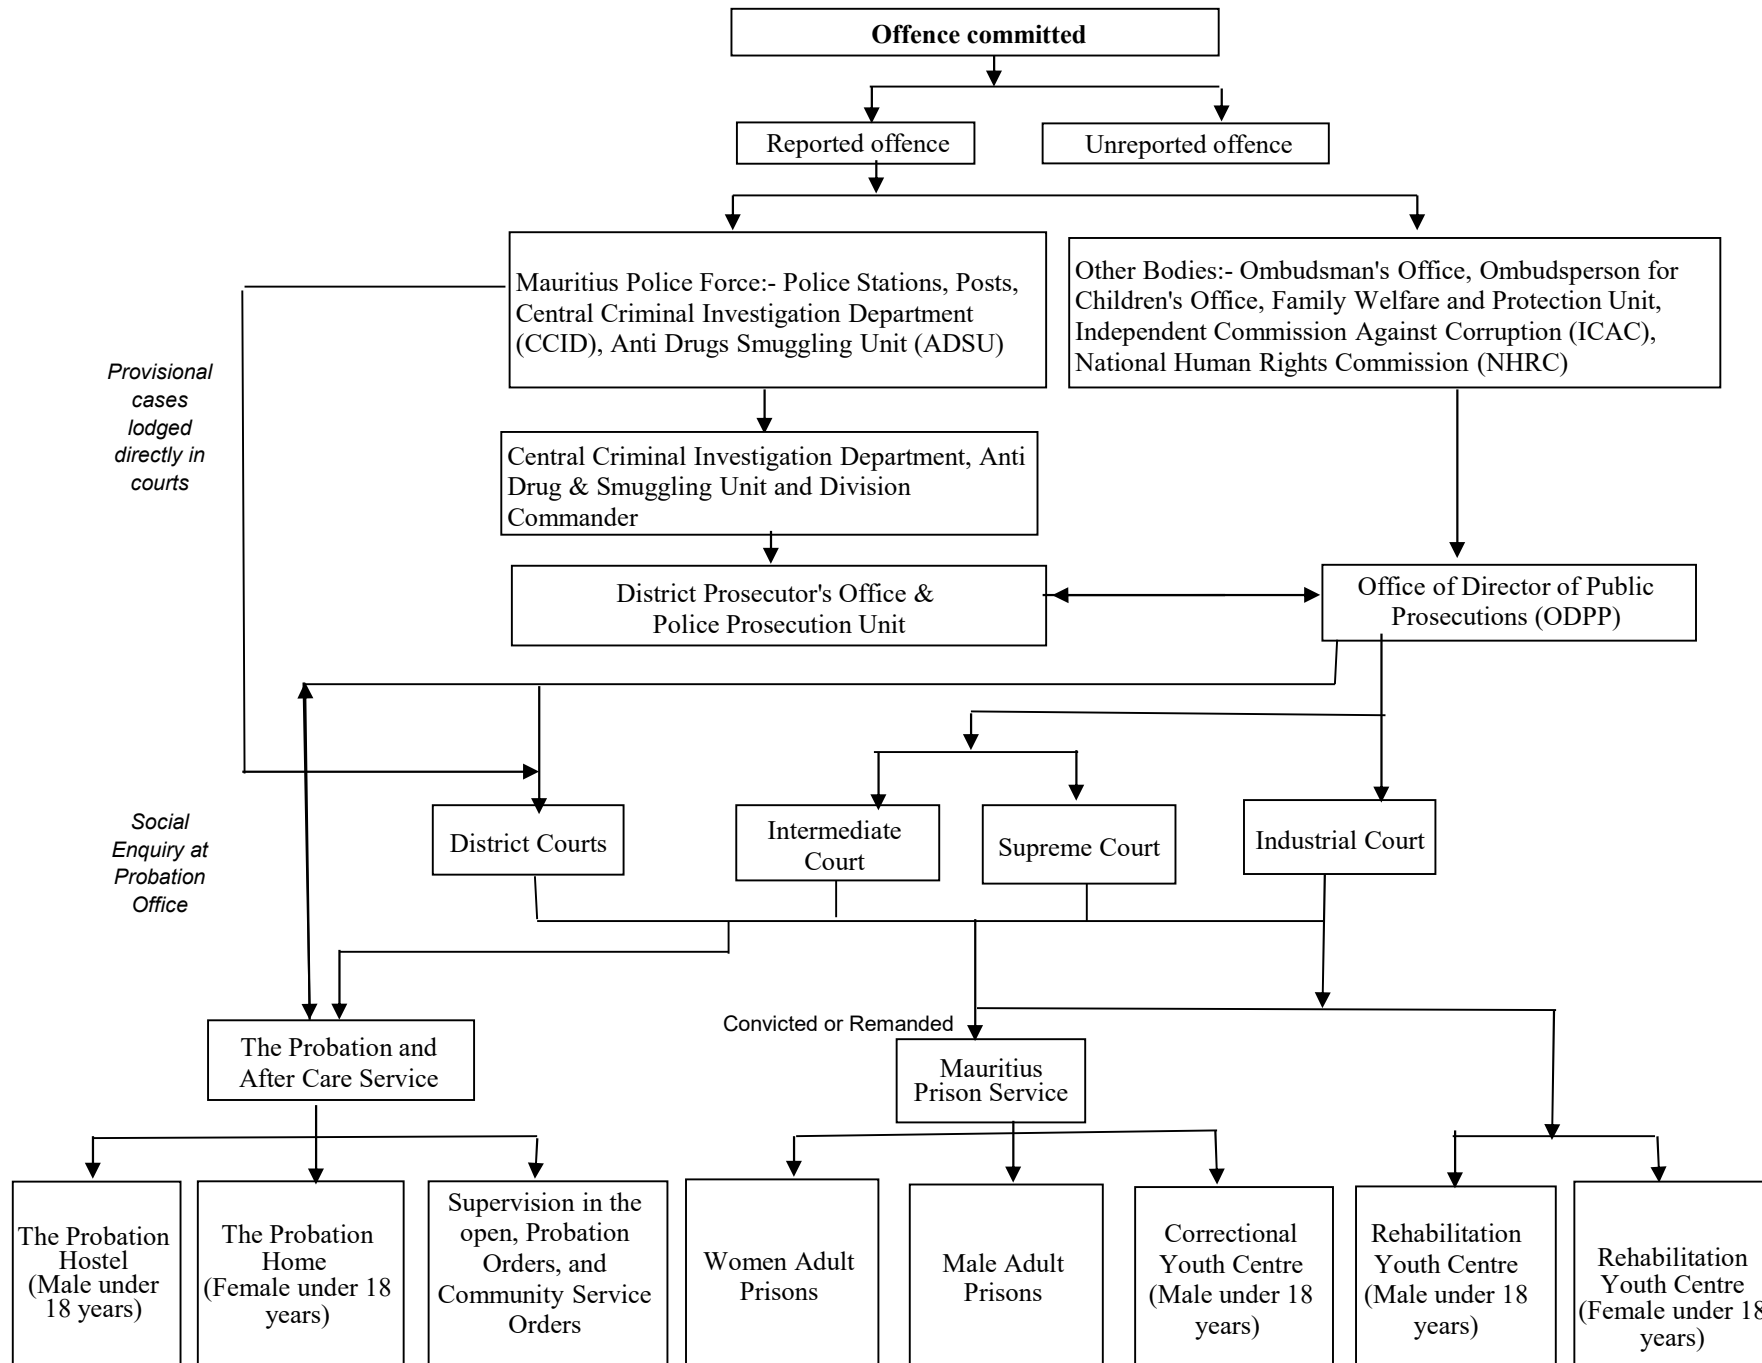 Offence committed
Reported offence
Unreported offence
Mauritius Police Force:- Police Stations, Posts,
Central Criminal Investigation Department
(CCID), Anti Drugs Smuggling Unit (ADSU)
Other Bodies:- Ombudsman's Office, Ombudsperson for
Children's Office, Family Welfare and Protection Unit,
Independent Commission Against Corruption (ICAC),
National Human Rights Commission (NHRC)
Provisional
cases
lodged
directly in
courts
Central Criminal Investigation Department, Anti
Drug & Smuggling Unit and Division
Commander
District Prosecutor's Office &
Police Prosecution Unit
Office of Director of Public
Prosecutions (ODPP)
Social
Enquiry at
Probation
Office
District Courts
Intermediate
Court
Supreme Court
Industrial Court
The Probation and
After Care Service
Convicted or Remanded
Mauritius
Prison Service
The Probation
Hostel
(Male under
18 years)
The Probation
Home
(Female under 18
years)
Supervision in the
open, Probation
Orders, and
Community Service
Orders
Women Adult
Prisons
Male Adult
Prisons
Correctional
Youth Centre
(Male under 18
years)
Rehabilitation
Youth Centre
(Male under 18
years)
Rehabilitation
Youth Centre
(Female under 18
years)